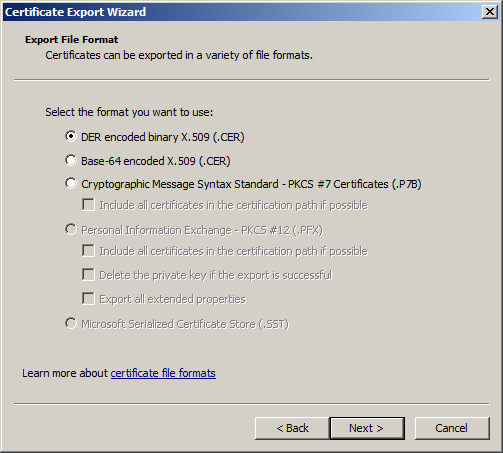 Certificate Export Wizard
Export File Format
Certificates can be exported in a variety of file formats.
Select the format you want to use:
DER encoded binary X.509 (.CER)
Base-64 encoded X.509 (.CER)
Cryptographic Message Syntax Standard - PKCS #7 Certificates (.P7B)
Include all certificates in the certification path if possible
Personal Information Exchange - PKCS #12 (.PFX)
Include all certificates in the certification path if possible
Delete the private key if the export is successful
Export all extended properties
Microsoft Serialized Certificate Store (.SST)
Learn more about certificate file formats
< Back Next > Cancel